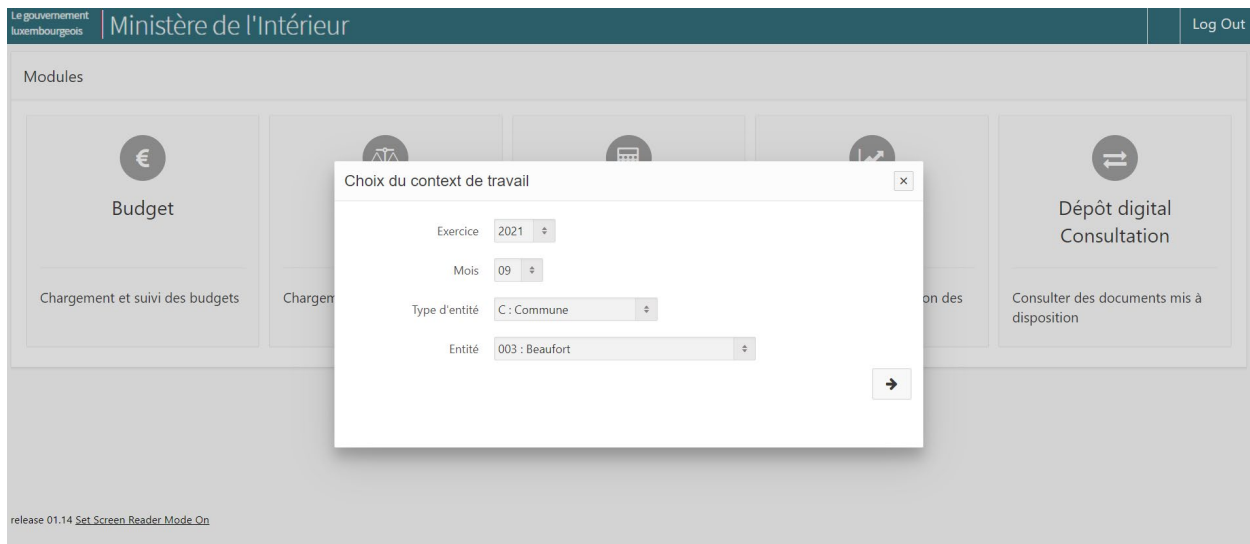 Le gouvernement
luxembourgeois
Ministère de l'Intérieur
Log Out
Modules
Budget
Dépôt digital
Consultation
Chargement et suivi des budgets
Consulter des documents mis à
disposition
on des
Choix du context de travail
Exercice 2021
Mois 09
Type d'entité C : Commune
Entité 003 : Beaufort
release 01.14 Set Screen Reader Mode On